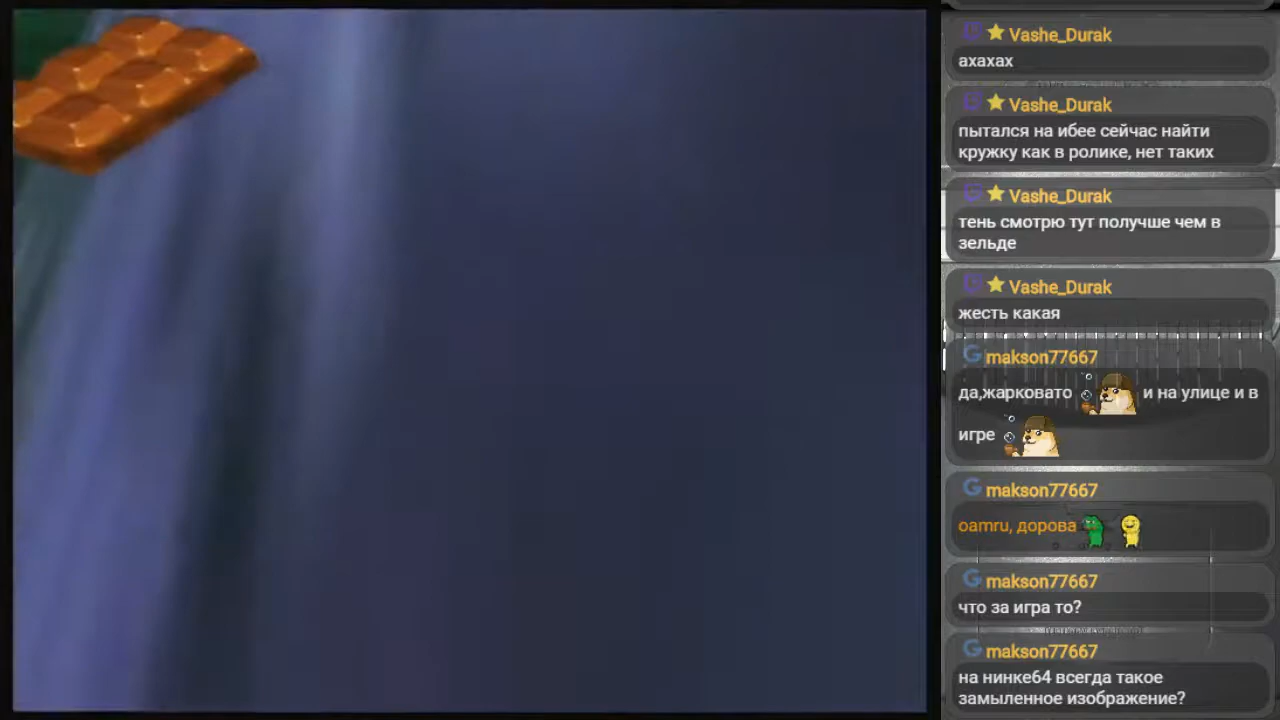 Vashe_Durak
ахахах
Vashe_Durak
пытался на ибее сейчас найти
кружку как в ролике, нет таких
Vashe_Durak
тень смотрю тут получше чем в
зельде
Vashe_Durak
жесть какая
makson77667
да,жарковато и на улице и в
игре
makson77667
oamru, дорова
makson77667
что за игра то?
makson77667
на нинке64 всегда такое
замыленное изображение?